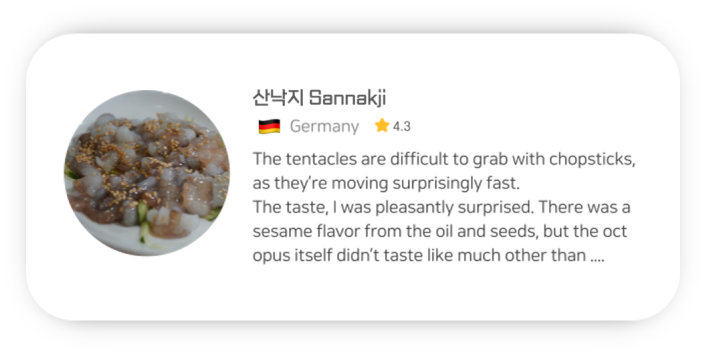 산낙지 Sannakji
Germany 4.3
The tentacles are difficult to grab with chopsticks,
as they're moving surprisingly fast.
The taste, I was pleasantly surprised. There was a
sesame flavor from the oil and seeds, but the oct
opus itself didn't taste like much other than ....